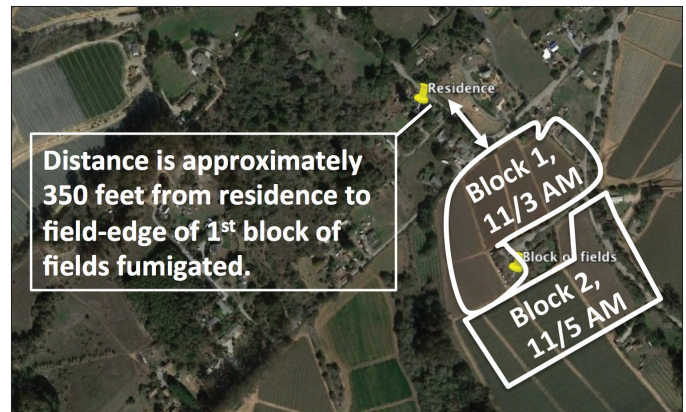 Residence
Distance is approximately
350 feet from residence to
field-edge of 1st block of
fields fumigated.
Block 1,
11/3 AM
Block of fields
Block 2,
11/5 AM